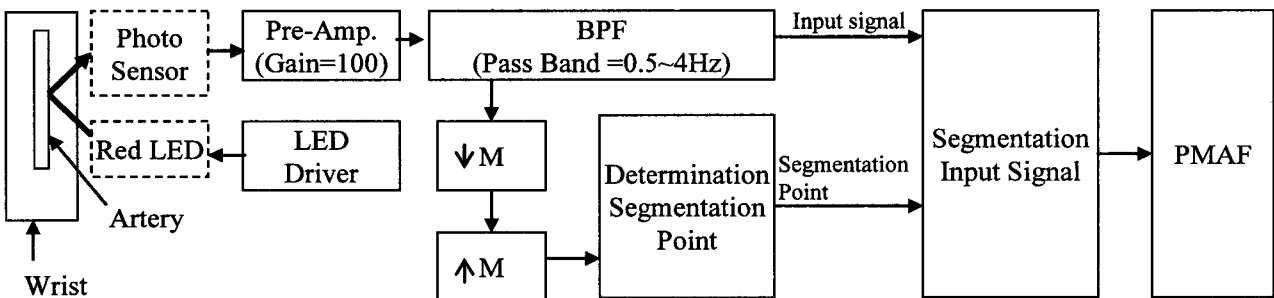 Photo
Sensor
Pre-Amp.
(Gain=100)
BPF
(Pass Band =0.5~4Hz)
Input signal
Red LED
LED
Driver
↓M
Determination
Segmentation
Point
Segmentation
Point
Segmentation
Input Signal
PMAF
Artery
↑M
Wrist